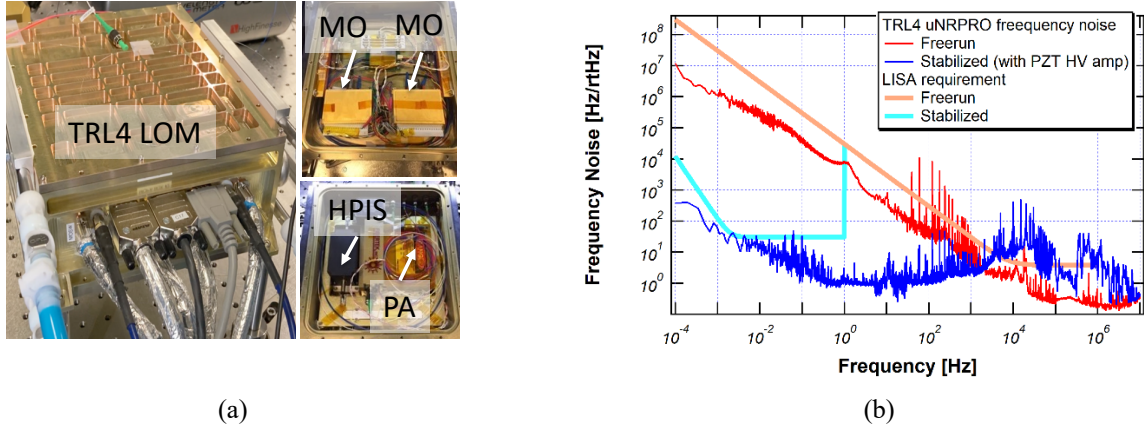 HighFinesse
MO MO
TRL4 LOM
HPIS
PA
(a)
TRL4 uNRPRO freequency noise
Freerun
Stabilized (with PZT HV amp)
LISA requirement
Freerun
Stabilized
Frequency Noise [Hz/rtHz]
10^8
10^7
10^6
10^5
10^4
10^3
10^2
10^1
10^0
10^-4
10^-2
10^0
10^2
10^4
10^6
Frequency [Hz]
(b)